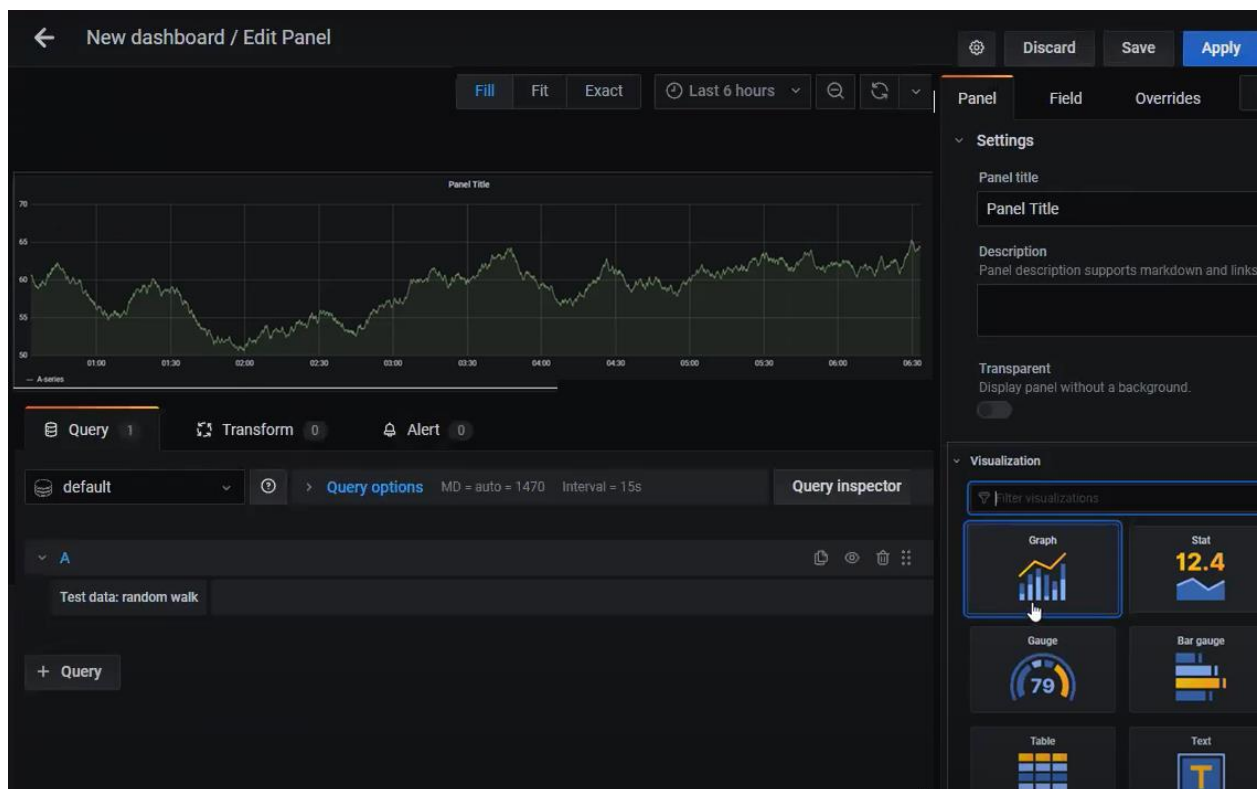 New dashboard / Edit Panel
Discard Save Apply
Fill Fit Exact Last 6 hours
Panel Field Overrides
Settings
Panel title
Panel Title
Description
Panel description supports markdown and links
Transparent
Display panel without a background.
Panel Title
70
65
60
55
50
01:00 01:30 02:00 02:30 03:00 03:30 04:00 04:30 05:00 05:30 06:00 06:30
A-series
Query 1 Transform 0 Alert 0
default Query options MD = auto = 1470 Interval = 15s Query inspector
A
Test data: random walk
+ Query
Visualization
Filter visualizations
Graph Stat
12.4
Gauge Bar gauge
79
Table Text
T